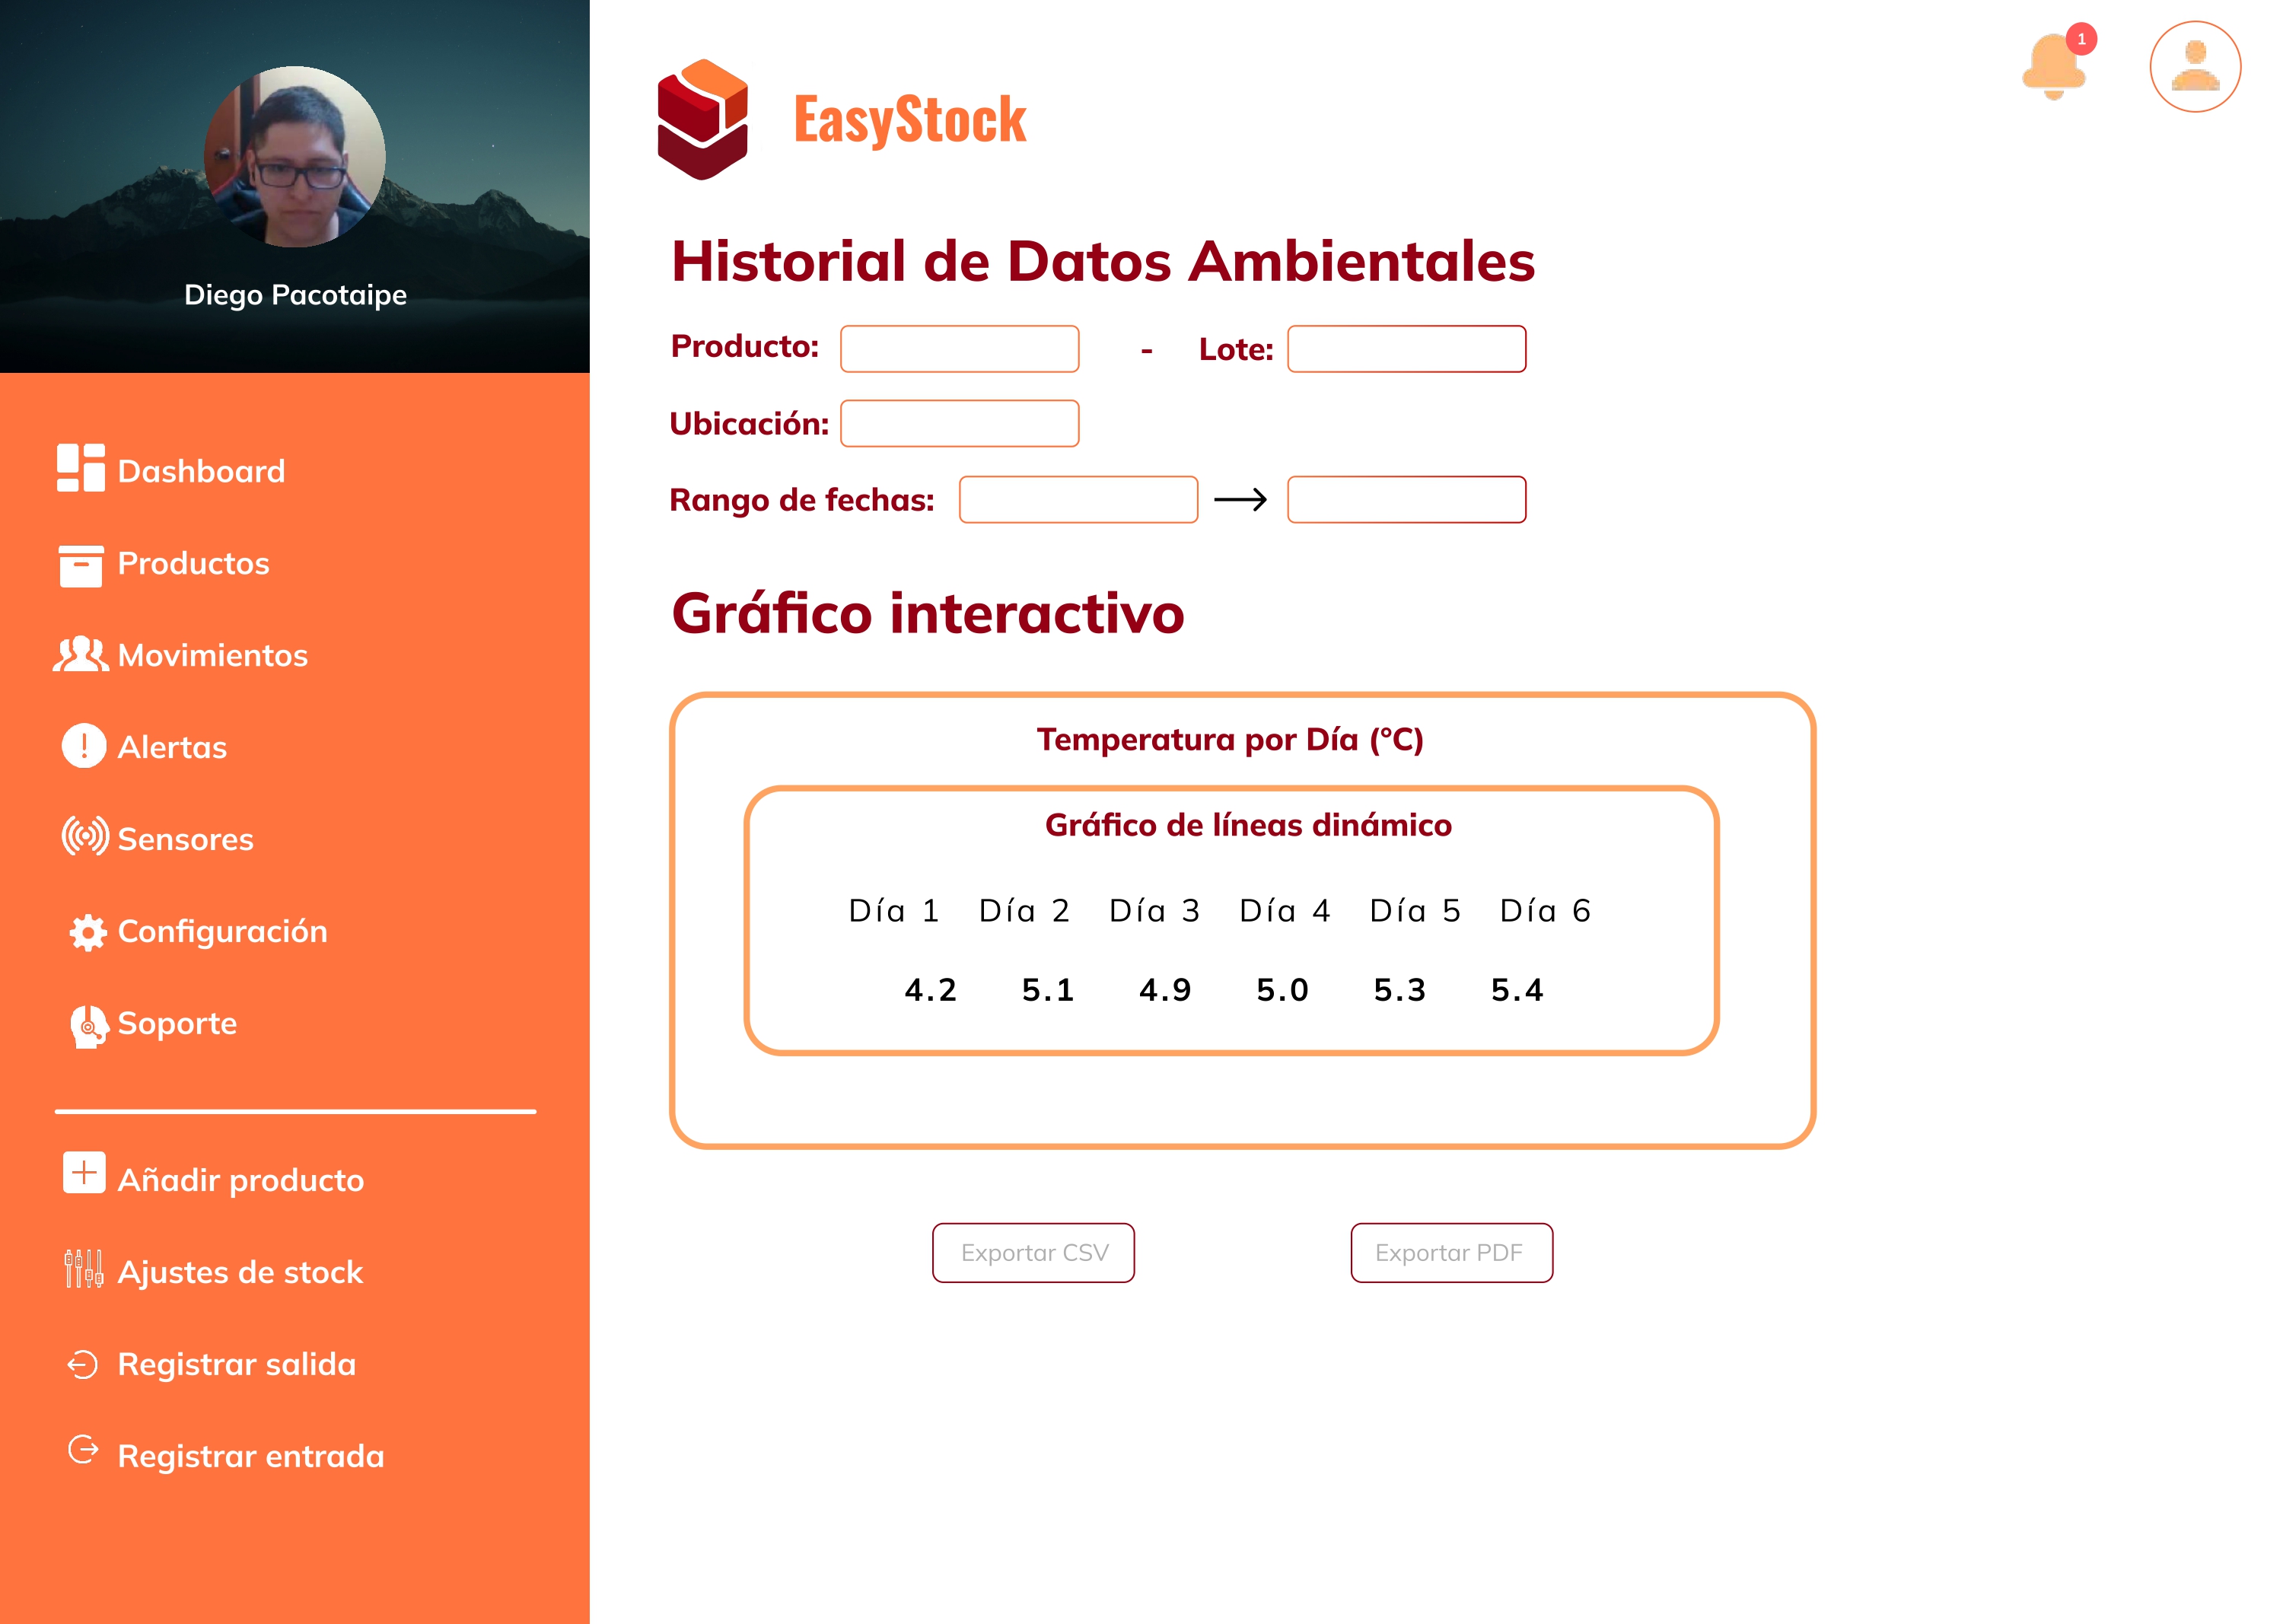 1
EasyStock
Diego Pacotaipe
Dashboard
Productos
Movimientos
Alertas
Sensores
Configuración
Soporte
Añadir producto
Ajustes de stock
Registrar salida
Registrar entrada
Historial de Datos Ambientales
Producto: - Lote:
Ubicación:
Rango de fechas:
Gráfico interactivo
Temperatura por Día (°C)
Gráfico de líneas dinámico
Día 1 Día 2 Día 3 Día 4 Día 5 Día 6
4.2 5.1 4.9 5.0 5.3 5.4
Exportar CSV Exportar PDF